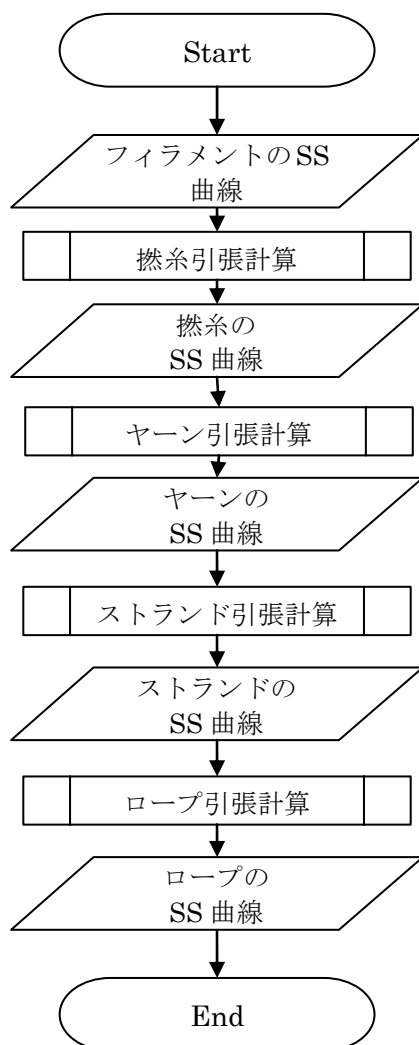 Start
フィラメントの SS
曲線
撚糸引張計算
撚糸の
SS 曲線
ヤーン引張計算
ヤーンの
SS 曲線
ストランド引張計算
ストランドの
SS 曲線
ロープ引張計算
ロープの
SS 曲線
End